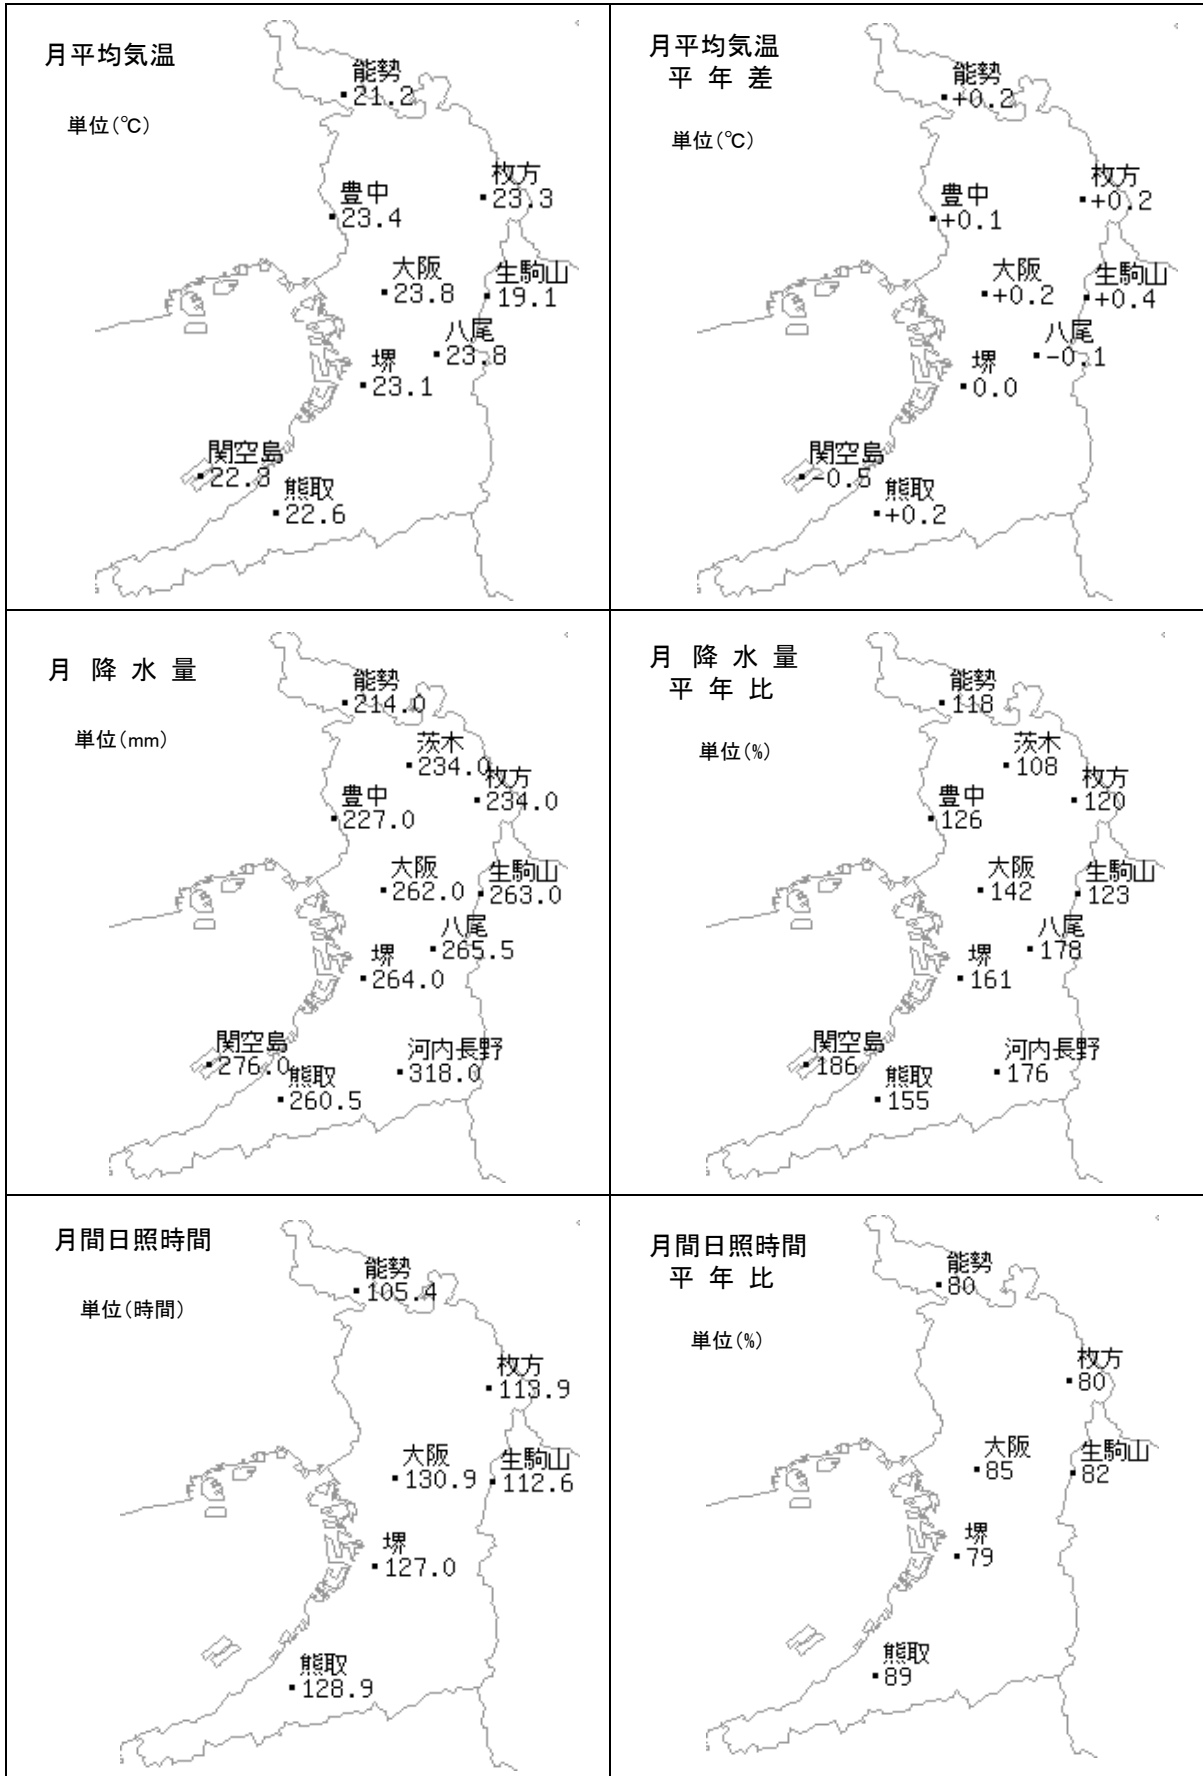 月平均気温
単位(℃)
能勢
21.2
枚方
23.3
豊中
23.4
大阪
23.8
生駒山
19.1
八尾
23.8
堺
23.1
関空島
22.3
熊取
22.6
月平均気温
平 年 差
単位(℃)
能勢
+0.2
枚方
+0.2
豊中
+0.1
大阪
+0.2
生駒山
+0.4
八尾
-0.1
堺
0.0
関空島
-0.5
熊取
+0.2
月 降 水 量
単位(mm)
能勢
214.0
茨木
234.0
枚方
234.0
豊中
227.0
大阪
262.0
生駒山
263.0
八尾
265.5
堺
264.0
関空島
276.0
河内長野
318.0
熊取
260.5
月 降 水 量
平 年 比
単位(%)
能勢
118
茨木
108
枚方
120
豊中
126
大阪
142
生駒山
123
八尾
178
堺
161
関空島
186
河内長野
176
熊取
155
月間日照時間
単位(時間)
能勢
105.4
枚方
113.9
大阪
130.9
生駒山
112.6
堺
127.0
熊取
128.9
月間日照時間
平 年 比
単位(%)
能勢
80
枚方
80
大阪
85
生駒山
82
堺
79
熊取
89